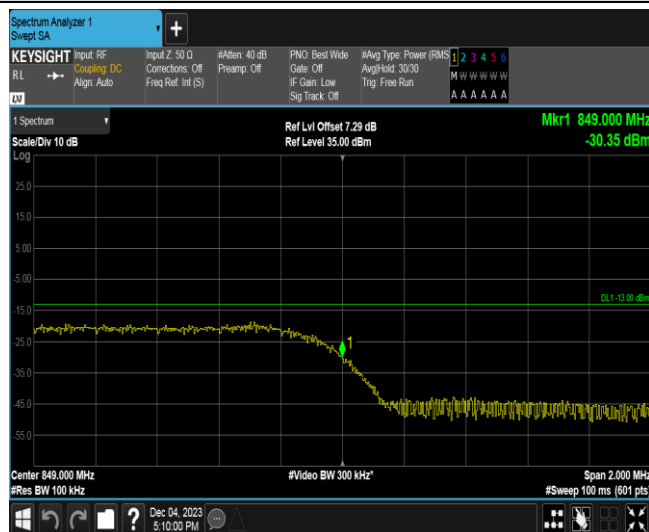 Spectrum Analyzer 1
Swept SA
+
KEYSIGHT
RL
LXI
Input: RF
Coupling: DC
Align: Auto
Input Z: 50 Ω
Corrections: Off
Freq Ref: Int (S)
#Atten: 40 dB
Preamp: Off
PNO: Best Wide
Gate: Off
IF Gain: Low
Sig Track: Off
#Avg Type: Power (RMS
Avg|Hold: 30/30
Trig: Free Run
1 2 3 4 5 6
M W W W W W
A A A A A A
1 Spectrum
Scale/Div 10 dB
Log
Ref Lvl Offset 7.29 dB
Ref Level 35.00 dBm
Mkr1 849.000 MHz
-30.35 dBm
25.0
15.0
5.00
-5.00
DL1 -13.00 dBm
-15.0
-25.0
1
-35.0
-45.0
-55.0
Center 849.000 MHz
#Res BW 100 kHz
#Video BW 300 kHz*
Span 2.000 MHz
#Sweep 100 ms (601 pts)
?
Dec 04, 2023
5:10:00 PM